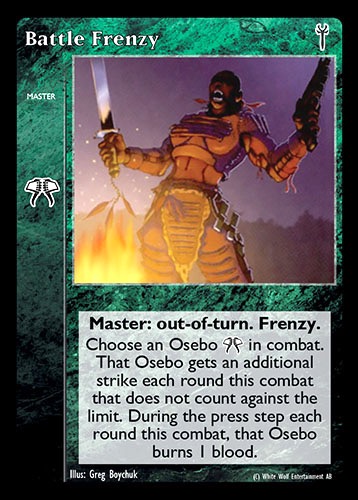 Battle Frenzy
MASTER
Master: out-of-turn. Frenzy.
Choose an Osebo in combat.
That Osebo gets an additional
strike each round this combat
that does not count against the
limit. During the press step each
round this combat, that Osebo
burns 1 blood.
Illus: Greg Boychuk
(C) White Wolf Entertainment AB